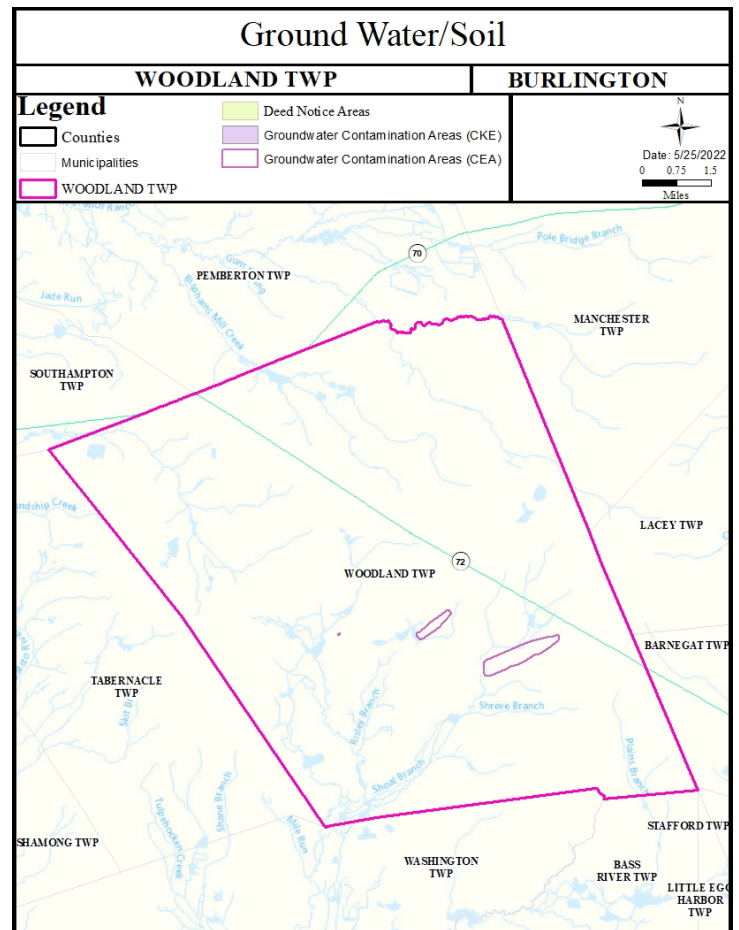 Ground Water/Soil
WOODLAND TWP
BURLINGTON
Legend
Counties
Municipalities
WOODLAND TWP
Deed Notice Areas
Groundwater Contamination Areas (CKE)
Groundwater Contamination Areas (CEA)
N
Date: 5/25/2022
0 0.75 1.5
Miles
70
Pole Bridge Branch
PEMBERTON TWP
Jade Run
Bisphams Mill Creek
MANCHESTER
TWP
SOUTHAMPTON
TWP
ndship Creek
LACEY TWP
72
WOODLAND TWP
BARNEGAT TWP
TABERNACLE
TWP
Skit B
Risley Branch
Shreve Branch
Plains Branch
Shoal Branch
Tulpehocken Creek
Shane Branch
Mile Run
STAFFORD TWP
SHAMONG TWP
WASHINGTON
TWP
BASS
RIVER TWP
LITTLE EGG
HARBOR
TWP